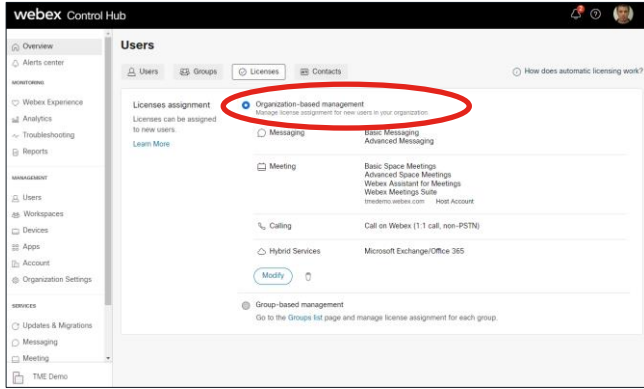 webex Control Hub
Overview
Alerts center
MONITORING
Webex Experience
Analytics
Troubleshooting
Reports
MANAGEMENT
Users
Workspaces
Devices
Apps
Account
Organization Settings
SERVICES
Updates & Migrations
Messaging
Meeting
TME Demo
Users
Users Groups Licenses Contacts
How does automatic licensing work?
Licenses assignment
Licenses can be assigned
to new users.
Learn More
Organization-based management
Manage license assignment for new users in your organization
Messaging
Basic Messaging
Advanced Messaging
Meeting
Basic Space Meetings
Advanced Space Meetings
Webex Assistant for Meetings
Webex Meetings Suite
tmedemo.webex.com Host Account
Calling
Call on Webex (1:1 call, non-PSTN)
Hybrid Services
Microsoft Exchange/Office 365
Modify
Group-based management
Go to the Groups list page and manage license assignment for each group.